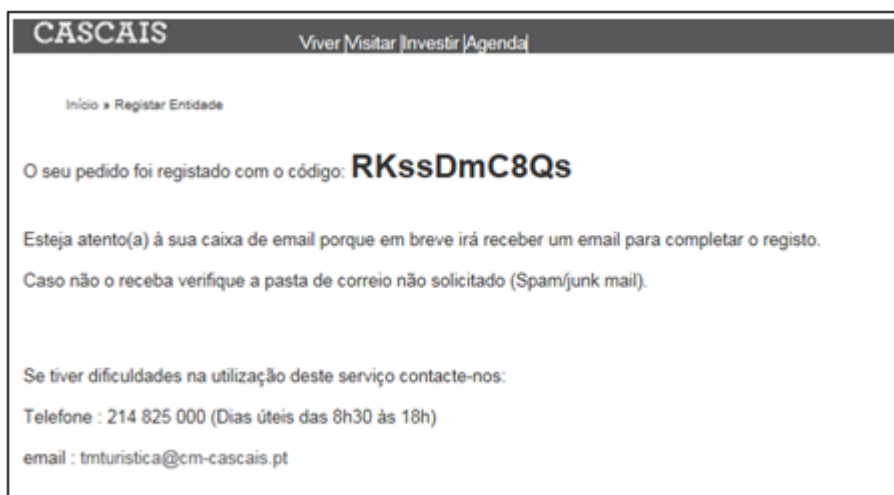 CASCAIS
Viver |Visitar |Investir |Agenda|
Início » Registar Entidade
O seu pedido foi registado com o código: RKssDmC8Qs
Esteja atento(a) à sua caixa de email porque em breve irá receber um email para completar o registo.
Caso não o receba verifique a pasta de correio não solicitado (Spam/junk mail).
Se tiver dificuldades na utilização deste serviço contacte-nos:
Telefone : 214 825 000 (Dias úteis das 8h30 às 18h)
email : tmturistica@cm-cascais.pt